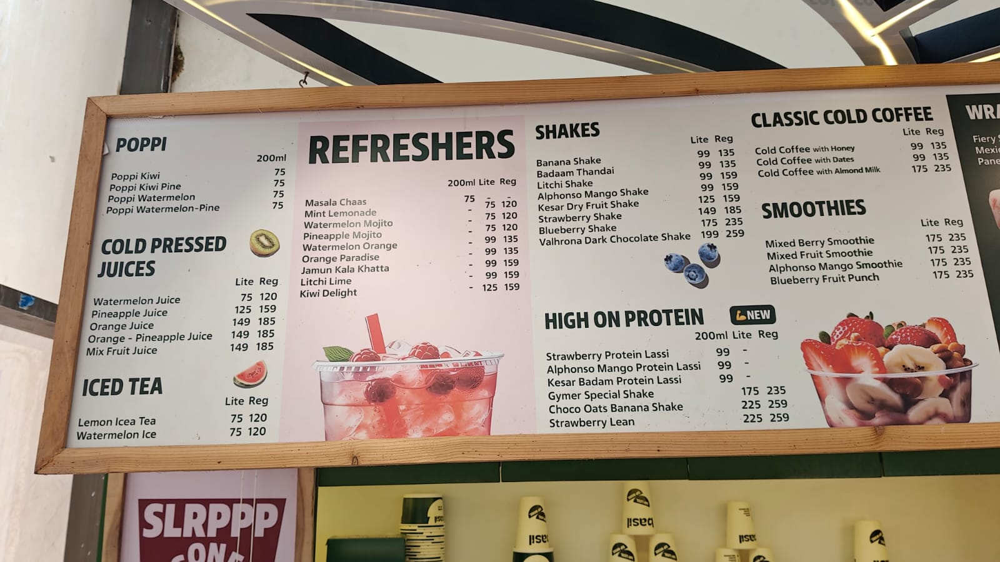 POPPI
200ml
Poppi Kiwi 75
Poppi Kiwi Pine 75
Poppi Watermelon 75
Poppi Watermelon-Pine 75
COLD PRESSED
JUICES
Lite Reg
Watermelon Juice 75 120
Pineapple Juice 125 159
Orange Juice 149 185
Orange - Pineapple Juice 149 185
Mix Fruit Juice 149 185
ICED TEA
Lite Reg
Lemon Icea Tea 75 120
Watermelon Ice 75 120
REFRESHERS
200ml Lite Reg
Masala Chaas 75 - -
Mint Lemonade - 75 120
Watermelon Mojito - 75 120
Pineapple Mojito - 75 120
Watermelon Orange - 99 135
Orange Paradise - 99 135
Jamun Kala Khatta - 99 159
Litchi Lime - 99 159
Kiwi Delight - 125 159
SHAKES
Lite Reg
Banana Shake 99 135
Badaam Thandai 99 135
Litchi Shake 99 159
Alphonso Mango Shake 99 159
Kesar Dry Fruit Shake 125 159
Strawberry Shake 149 185
Blueberry Shake 175 235
Valhrona Dark Chocolate Shake 199 259
HIGH ON PROTEIN NEW
200ml Lite Reg
Strawberry Protein Lassi 99 -
Alphonso Mango Protein Lassi 99 -
Kesar Badam Protein Lassi 99 -
Gymer Special Shake 175 235
Choco Oats Banana Shake 225 259
Strawberry Lean 225 259
CLASSIC COLD COFFEE
Lite Reg
Cold Coffee with Honey 99 135
Cold Coffee with Dates 99 135
Cold Coffee with Almond Milk 175 235
SMOOTHIES
Lite Reg
Mixed Berry Smoothie 175 235
Mixed Fruit Smoothie 175 235
Alphonso Mango Smoothie 175 235
Blueberry Fruit Punch 175 235
WRA
Fiery
Mexic
Pane
SLRPPP
ONE
basil
basil
basil
basil